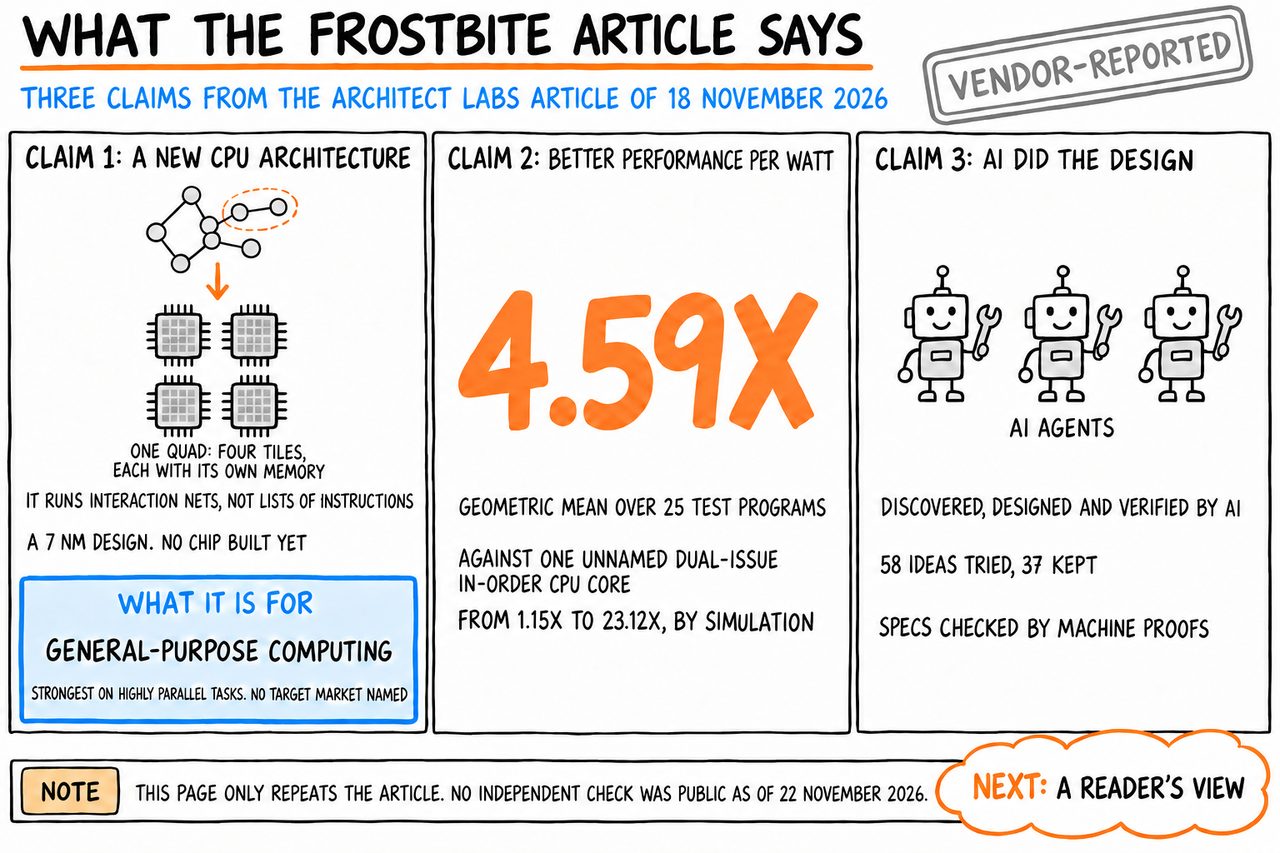 WHAT THE FROSTBITE ARTICLE SAYS
THREE CLAIMS FROM THE ARCHITECT LABS ARTICLE OF 18 NOVEMBER 2026
VENDOR-REPORTED
CLAIM 1: A NEW CPU ARCHITECTURE
ONE QUAD: FOUR TILES,
EACH WITH ITS OWN MEMORY
IT RUNS INTERACTION NETS, NOT LISTS OF INSTRUCTIONS
A 7 NM DESIGN. NO CHIP BUILT YET
WHAT IT IS FOR
GENERAL-PURPOSE COMPUTING
STRONGEST ON HIGHLY PARALLEL TASKS. NO TARGET MARKET NAMED
CLAIM 2: BETTER PERFORMANCE PER WATT
4.59X
GEOMETRIC MEAN OVER 25 TEST PROGRAMS
AGAINST ONE UNNAMED DUAL-ISSUE
IN-ORDER CPU CORE
FROM 1.15X TO 23.12X, BY SIMULATION
CLAIM 3: AI DID THE DESIGN
AI AGENTS
DISCOVERED, DESIGNED AND VERIFIED BY AI
58 IDEAS TRIED, 37 KEPT
SPECS CHECKED BY MACHINE PROOFS
NOTE
THIS PAGE ONLY REPEATS THE ARTICLE. NO INDEPENDENT CHECK WAS PUBLIC AS OF 22 NOVEMBER 2026.
NEXT: A READER'S VIEW